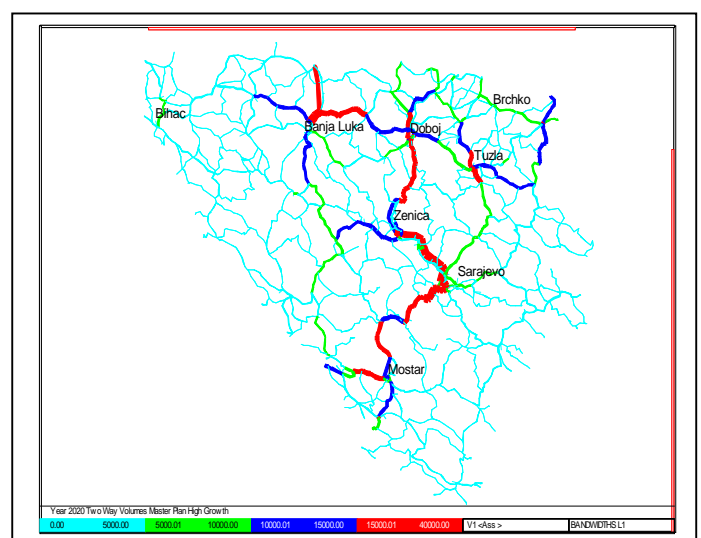 Brchko
Bihac
Banja Luka
Doboj
Tuzla
Zenica
Sarajevo
Mostar
Year 2020 Two Way Volumes Master Plan High Growth
0.00 5000.00 5000.01 10000.00 10000.01 15000.00 15000.01 40000.00 V1 <Ass > BANDWIDTHS L1